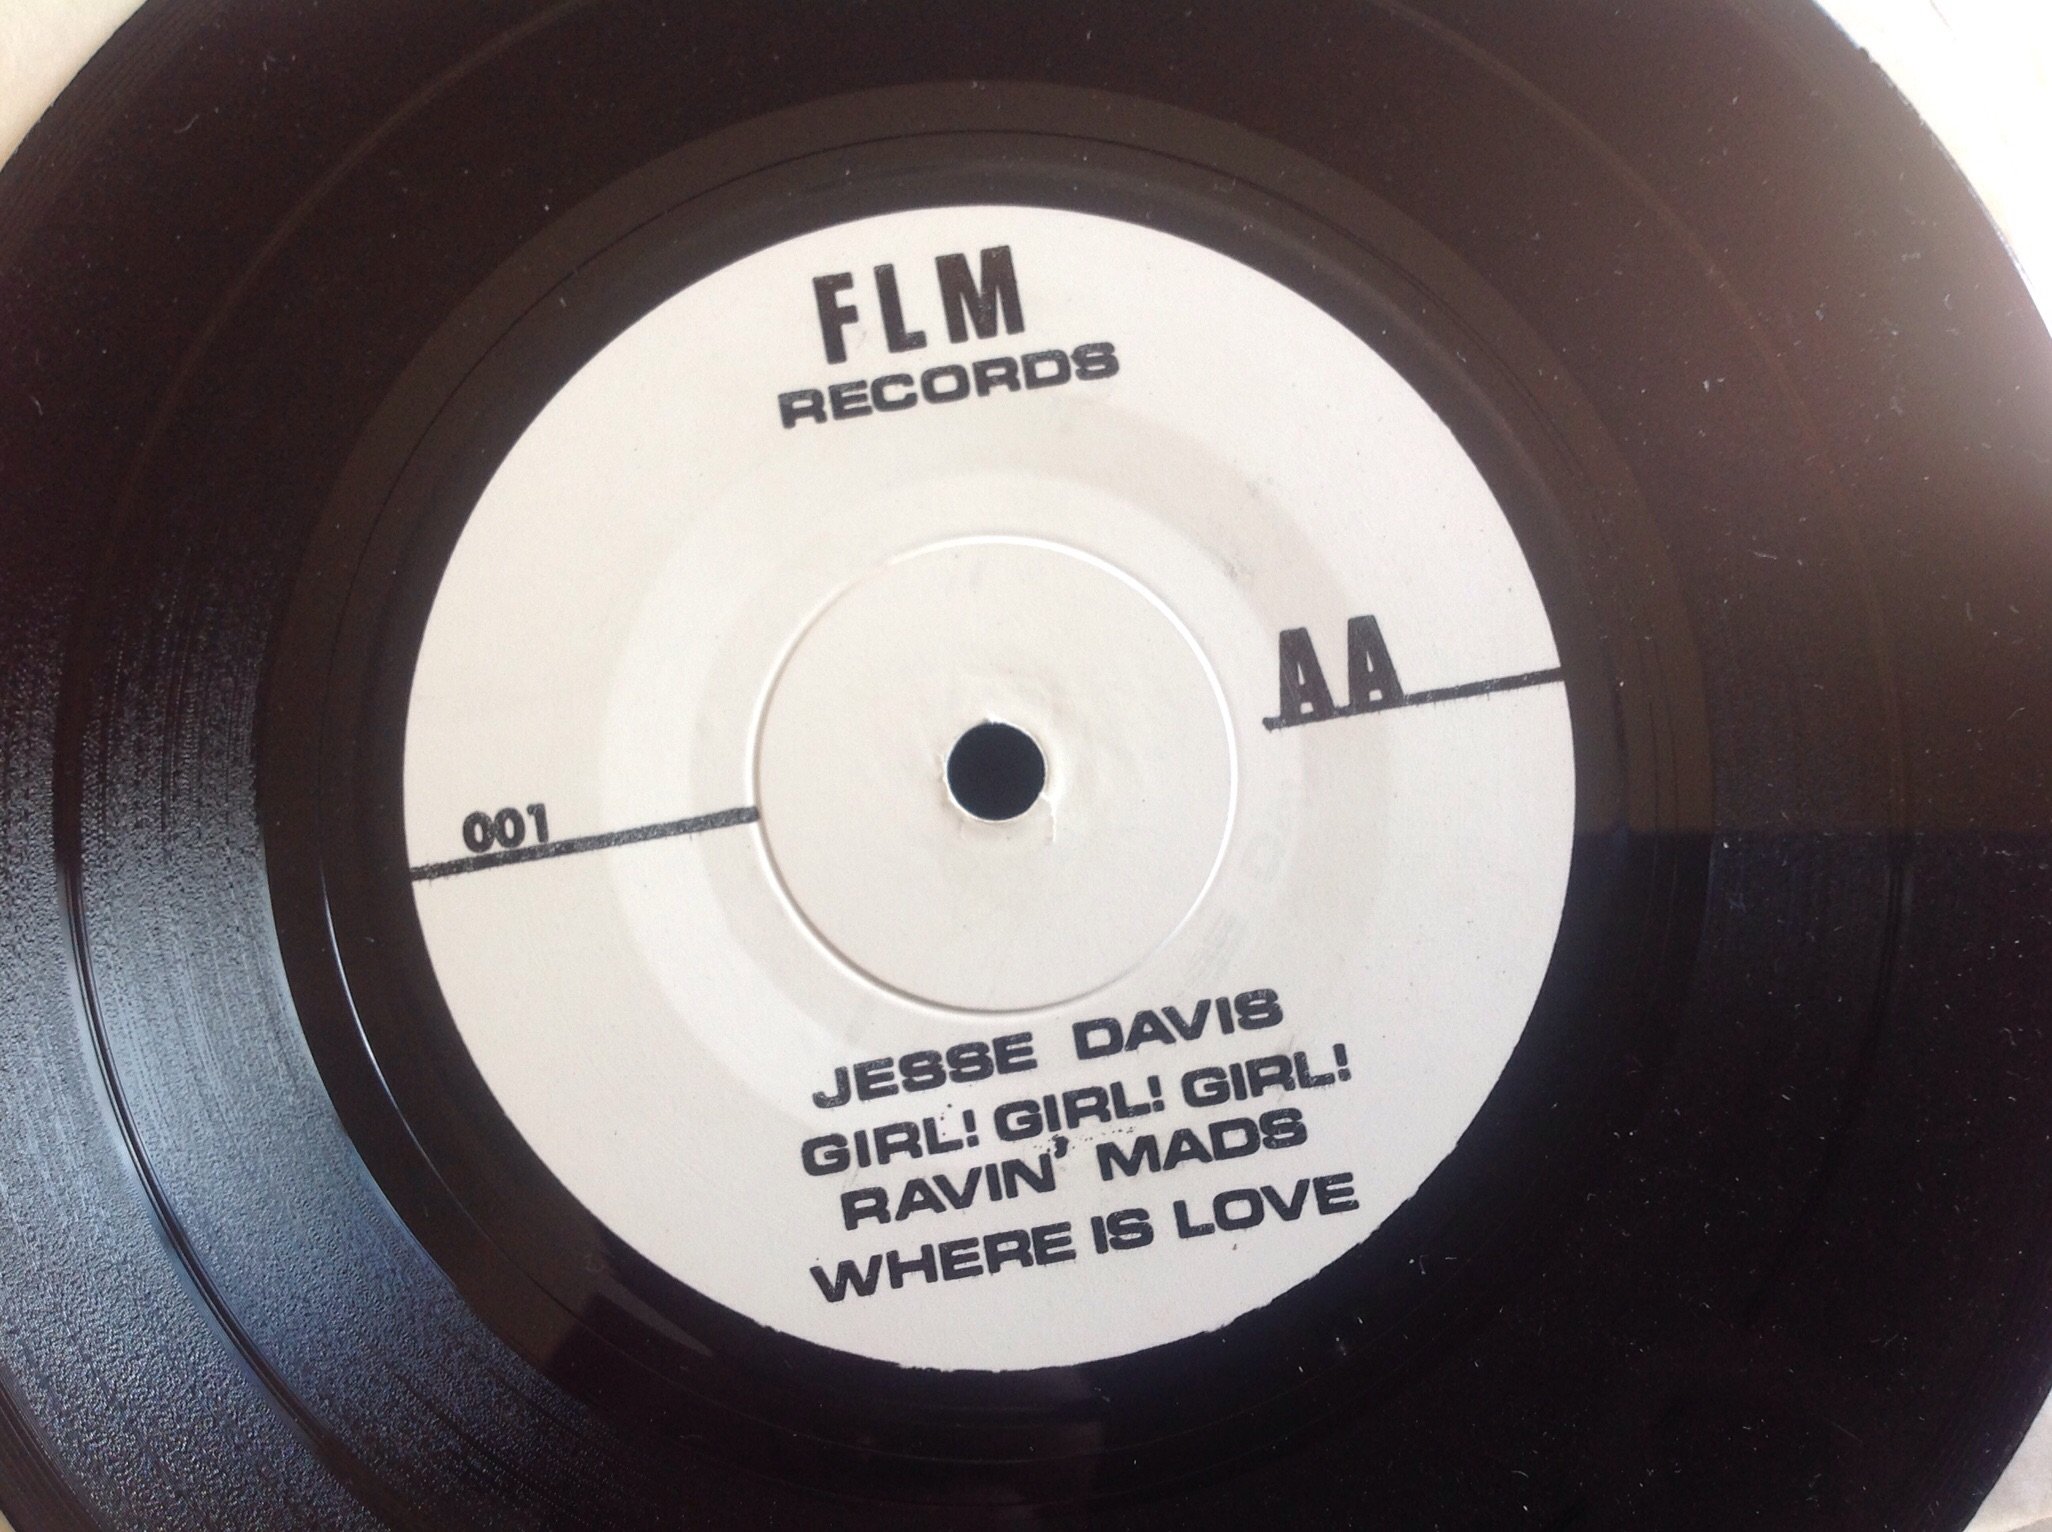 FLM
RECORDS
AA
001
JESSE DAVIS
GIRL! GIRL! GIRL!
RAVIN' MADS
WHERE IS LOVE